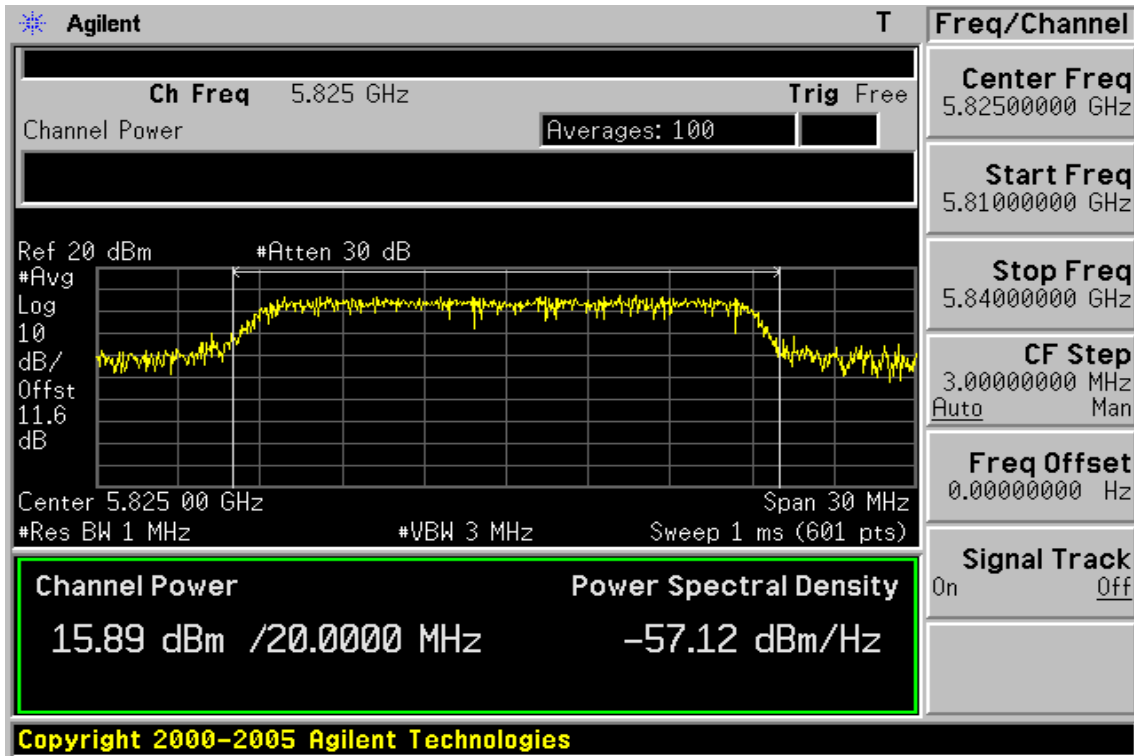 Agilent T
Ch Freq 5.825 GHz Trig Free
Channel Power Averages: 100
Ref 20 dBm #Atten 30 dB
#Avg
Log
10
dB/
Offst
11.6
dB
Center 5.825 00 GHz Span 30 MHz
#Res BW 1 MHz #VBW 3 MHz Sweep 1 ms (601 pts)
Channel Power Power Spectral Density
15.89 dBm /20.0000 MHz -57.12 dBm/Hz
Copyright 2000-2005 Agilent Technologies
Freq/Channel
Center Freq
5.82500000 GHz
Start Freq
5.81000000 GHz
Stop Freq
5.84000000 GHz
CF Step
3.00000000 MHz
Auto Man
Freq Offset
0.00000000 Hz
Signal Track
On Off